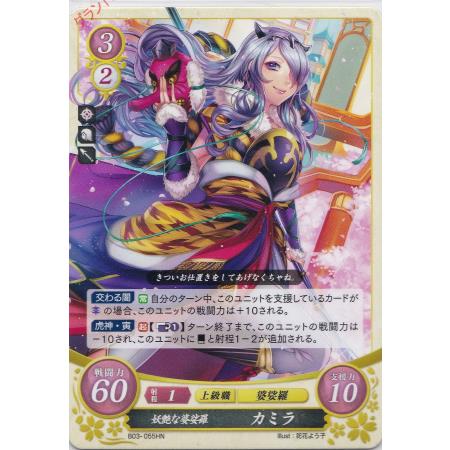 グラン
3
2
きついお仕置きをしてあげなくちゃね。
交わる闇 常 自分のターン中、このユニットを支援しているカードが
の場合、このユニットの戦闘力は+10される。
虎神・寅 起 【1】ターン終了まで、このユニットの戦闘力は
-10され、このユニットに と射程1-2が追加される。
戦闘力
60
射程 1
上級職
婆娑羅
支援力
10
妖艶な婆娑羅 カミラ
B03-055HN
Illust:苑花よう子